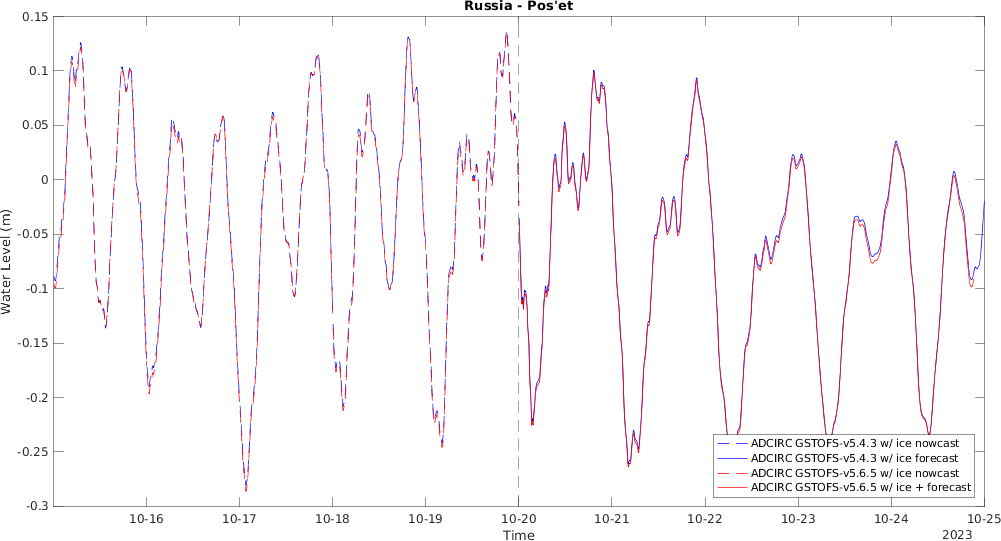 Russia - Pos'et
0.15
0.1
0.05
0
-0.05
-0.1
-0.15
-0.2
-0.25
-0.3
Water Level (m)
ADCIRC GSTOFS-v5.4.3 w/ ice nowcast
ADCIRC GSTOFS-v5.4.3 w/ ice forecast
ADCIRC GSTOFS-v5.6.5 w/ ice nowcast
ADCIRC GSTOFS-v5.6.5 w/ ice + forecast
10-16 10-17 10-18 10-19 10-20 10-21 10-22 10-23 10-24 10-25
Time
2023